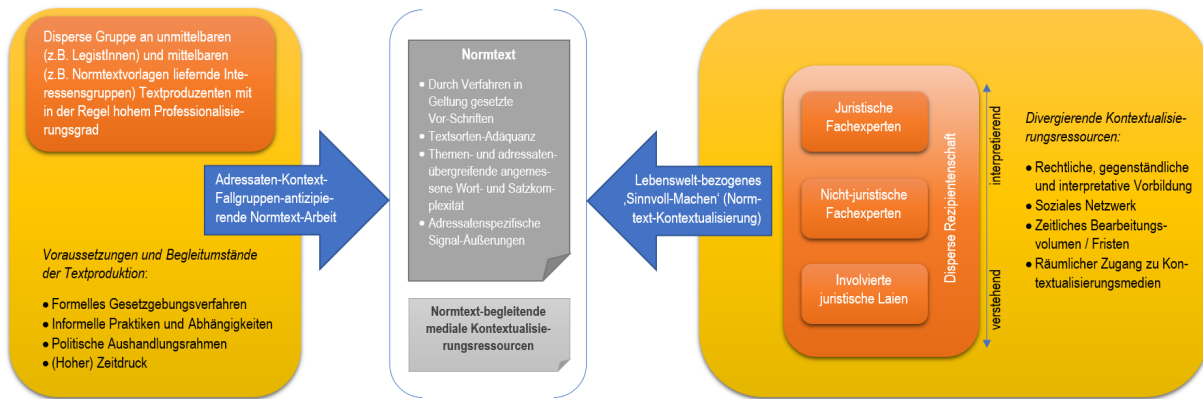 Disperse Gruppe an unmittelbaren
(z.B. LegistInnen) und mittelbaren
(z.B. Normtextvorlagen liefernde Inte-
ressensgruppen) Textproduzenten mit
in der Regel hohem Professionalisie-
rungsgrad
Adressaten-Kontext-
Fallgruppen-antizipie-
rende Normtext-Arbeit
Voraussetzungen und Begleitumstände
der Textproduktion:
• Formelles Gesetzgebungsverfahren
• Informelle Praktiken und Abhängigkeiten
• Politische Aushandlungsrahmen
• (Hoher) Zeitdruck
Normtext
• Durch Verfahren in
Geltung gesetzte
Vor-Schriften
• Textsorten-Adäquanz
• Themen- und adressaten-
übergreifende angemes-
sene Wort- und Satzkom-
plexität
• Adressatenspezifische
Signal-Äußerungen
Normtext-begleitende
mediale Kontextualisie-
rungsressourcen
Lebenswelt-bezogenes
‚Sinnvoll-Machen‘ (Norm-
text-Kontextualisierung)
Juristische
Fachexperten
Nicht-juristische
Fachexperten
Involvierte
juristische Laien
Disperse Rezipientenschaft
interpretierend
verstehend
Divergierende Kontextualisie-
rungsressourcen:
• Rechtliche, gegenständliche
und interpretative Vorbildung
• Soziales Netzwerk
• Zeitliches Bearbeitungs-
volumen / Fristen
• Räumlicher Zugang zu Kon-
textualisierungsmedien